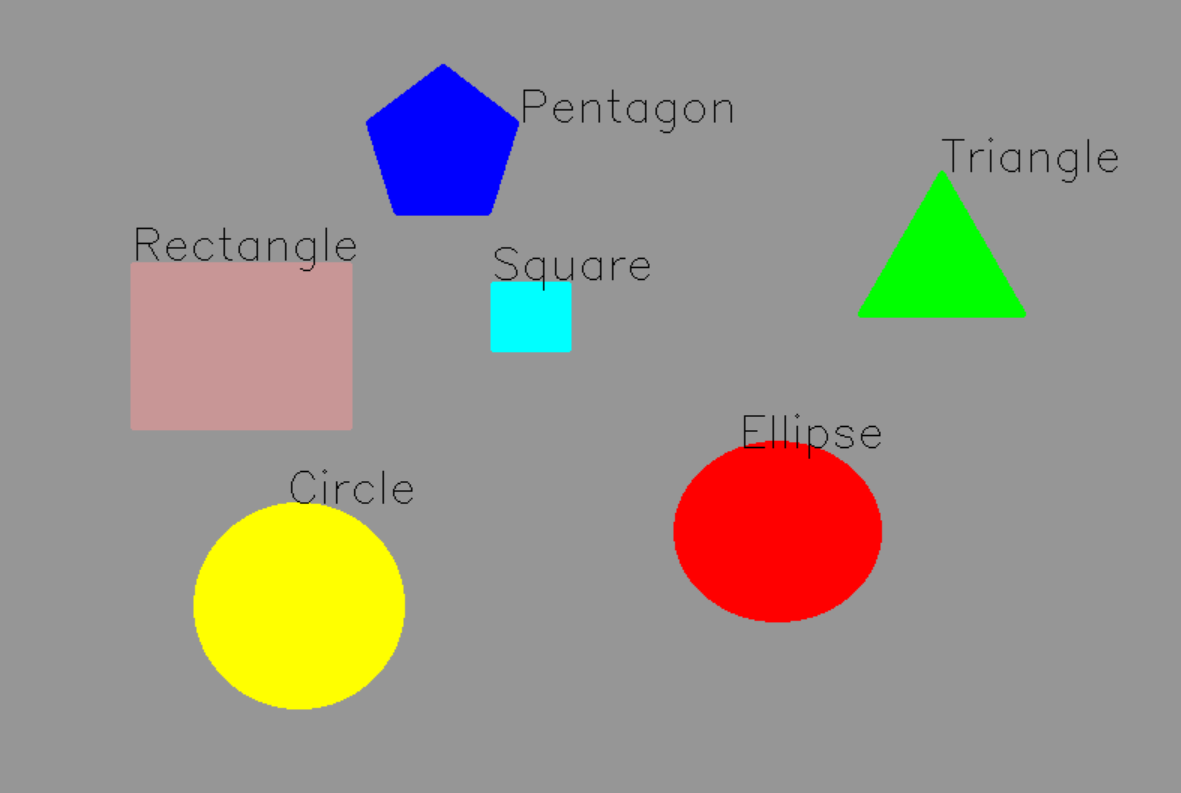 Pentagon
Triangle
Rectangle
Square
Ellipse
Circle